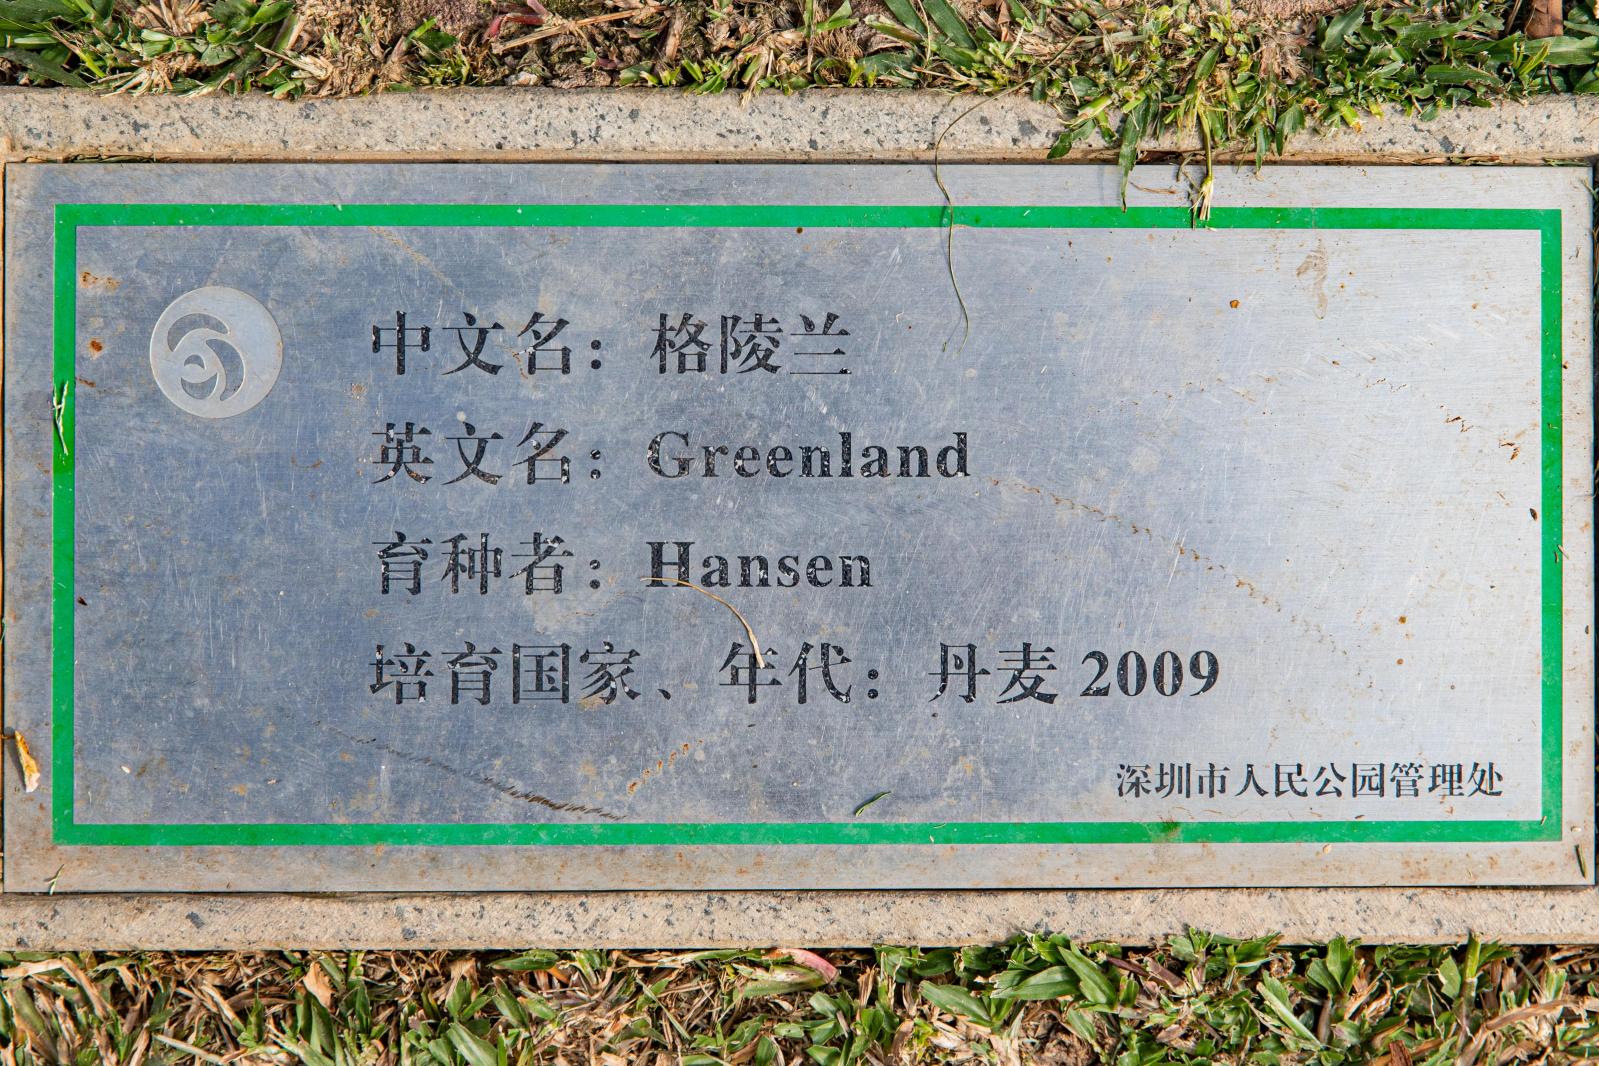 中文名：格陵兰
英文名：Greenland
育种者：Hansen
培育国家、年代：丹麦 2009
深圳市人民公园管理处